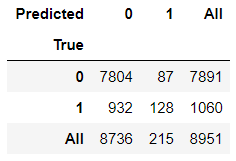 Predicted 0 1 All
True
0 7804 87 7891
1 932 128 1060
All 8736 215 8951